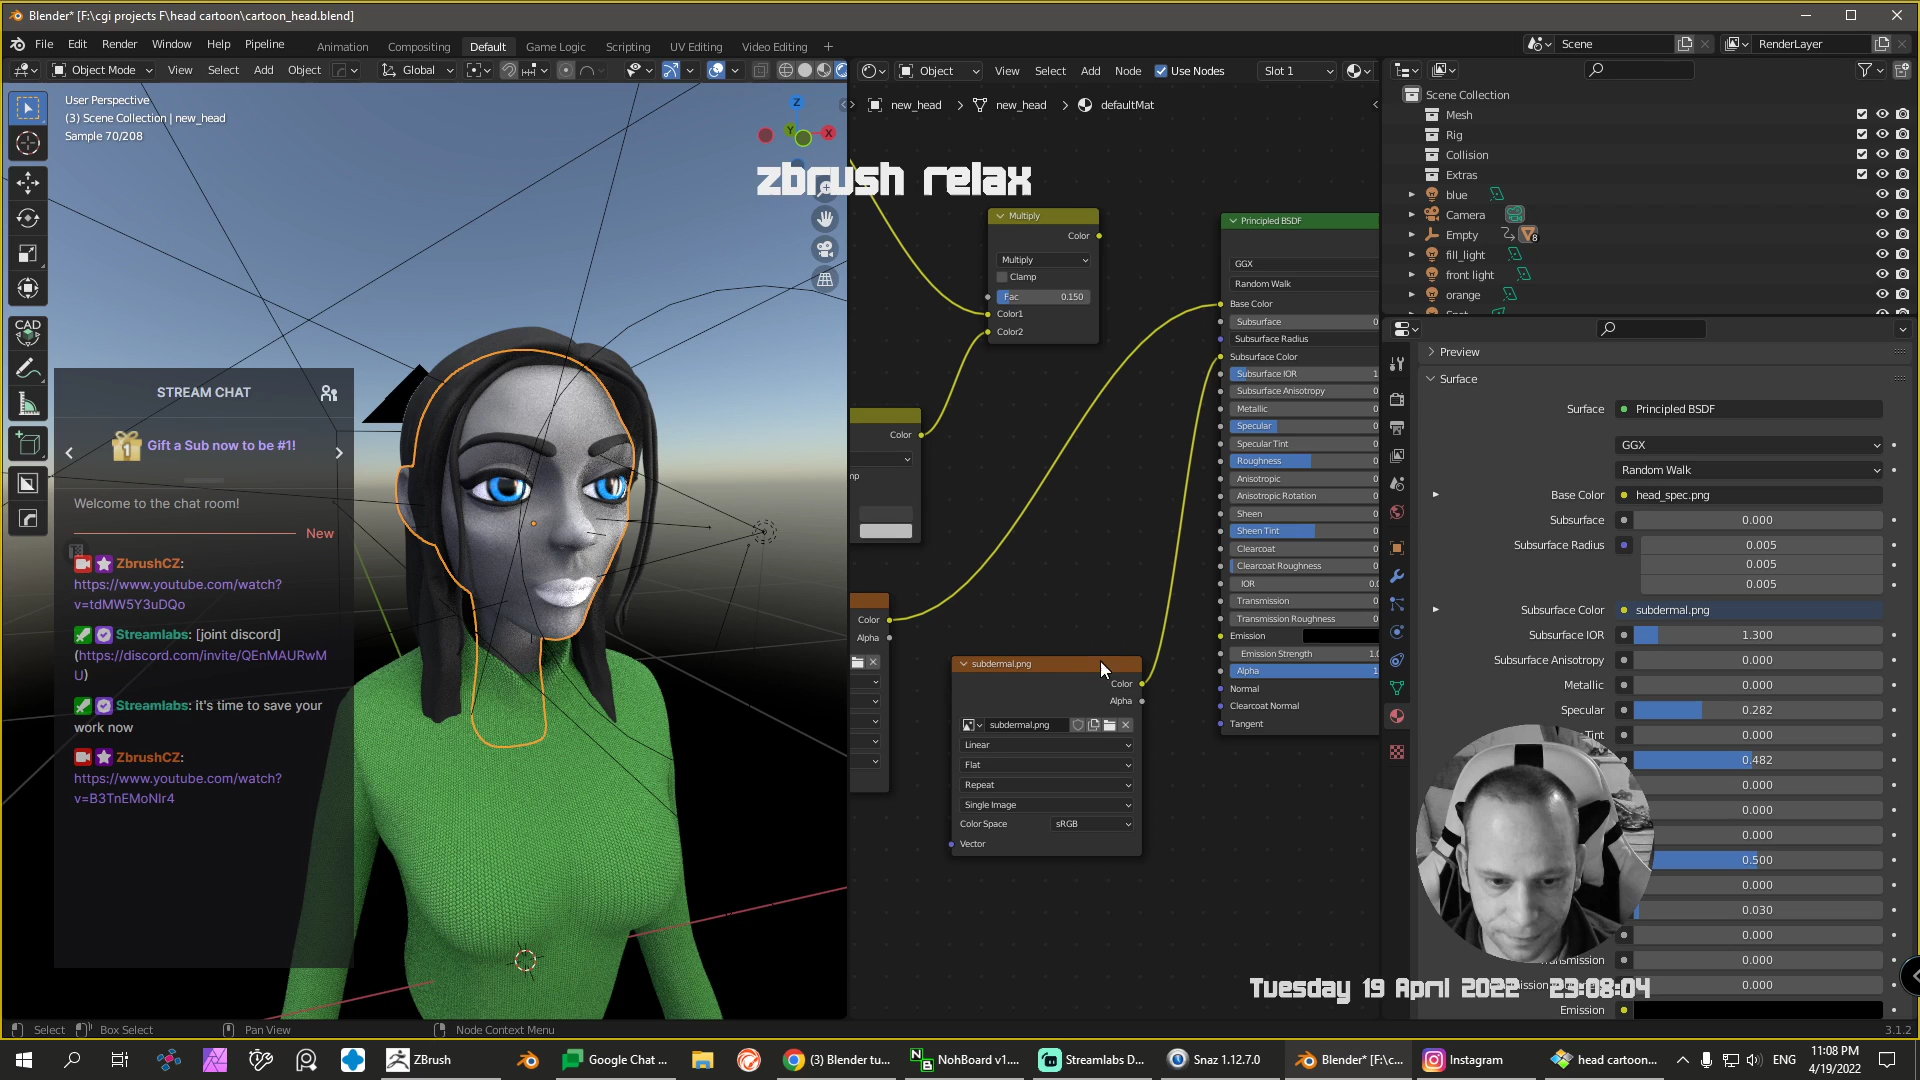 Blender* [F:\cgi projects F\head cartoon\cartoon_head.blend]
File Edit Render Window Help Pipeline
Animation Compositing Default Game Logic Scripting UV Editing Video Editing +
Scene
RenderLayer
Object Mode View Select Add Object Global
Object View Select Add Node Use Nodes Slot 1
User Perspective
(3) Scene Collection | new_head
Sample 70/208
Z
Y
X
new_head > new_head > defaultMat
zbrush relax
Multiply
Color
Multiply
Clamp
Fac 0.150
Color1
Color2
Color
Color
Alpha
subdermal.png
Color
Alpha
subdermal.png
Linear
Flat
Repeat
Single Image
Color Space sRGB
Vector
Principled BSDF
GGX
Random Walk
Base Color
Subsurface
Subsurface Radius
Subsurface Color
Subsurface IOR
Subsurface Anisotropy
Metallic
Specular
Specular Tint
Roughness
Anisotropic
Anisotropic Rotation
Sheen
Sheen Tint
Clearcoat
Clearcoat Roughness
IOR
Transmission
Transmission Roughness
Emission
Emission Strength
Alpha
Normal
Clearcoat Normal
Tangent
Scene Collection
Mesh
Rig
Collision
Extras
blue
Camera
Empty 8
fill_light
front light
orange
Preview
Surface
Surface Principled BSDF
GGX
Random Walk
Base Color head_spec.png
Subsurface 0.000
Subsurface Radius 0.005
0.005
0.005
Subsurface Color subdermal.png
Subsurface IOR 1.300
Subsurface Anisotropy 0.000
Metallic 0.000
Specular 0.282
Tint 0.000
0.482
0.000
0.000
0.000
0.500
0.000
0.030
0.000
0.000
0.000
Emission
CAD
STREAM CHAT
1 Gift a Sub now to be #1!
Welcome to the chat room!
New
ZbrushCZ:
https://www.youtube.com/watch?
v=tdMW5Y3uDQo
Streamlabs: [joint discord]
(https://discord.com/invite/QEnMAURwM
U)
Streamlabs: it's time to save your
work now
ZbrushCZ:
https://www.youtube.com/watch?
v=B3TnEMoNIr4
Tuesday 19 April 2022 23:08:04
Select Box Select Pan View Node Context Menu 3.1.2
ZBrush Google Chat ... (3) Blender tu... NohBoard v1.... Streamlabs D... Snaz 1.12.7.0 Blender* [F:\c... Instagram head cartoon... ENG
11:08 PM
4/19/2022